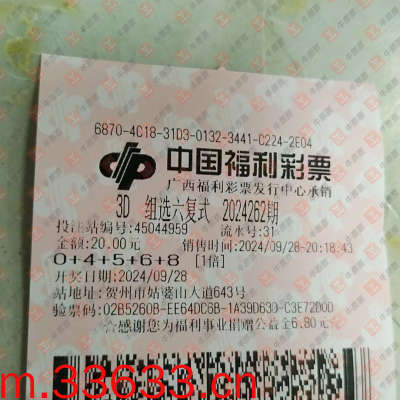 6870-4C18-31D3-0132-3441-C224-2E04
中国福利彩票
广西福利彩票发行中心承销
3D 组选六复式 2024262期
投注站编号:45044959 流水号:31
金额:20.00元 销售时间:2024/09/28-20:18:43
0+4+5+6+8 [1倍]
开奖日期:2024/09/28
站地址:贺州市姑婆山大道643号
验票码:02B5260B-EE64DC6B-1A39D630-C3E72D0D
☆感谢您为福利事业捐赠公益金6.80元
m.33633.cn